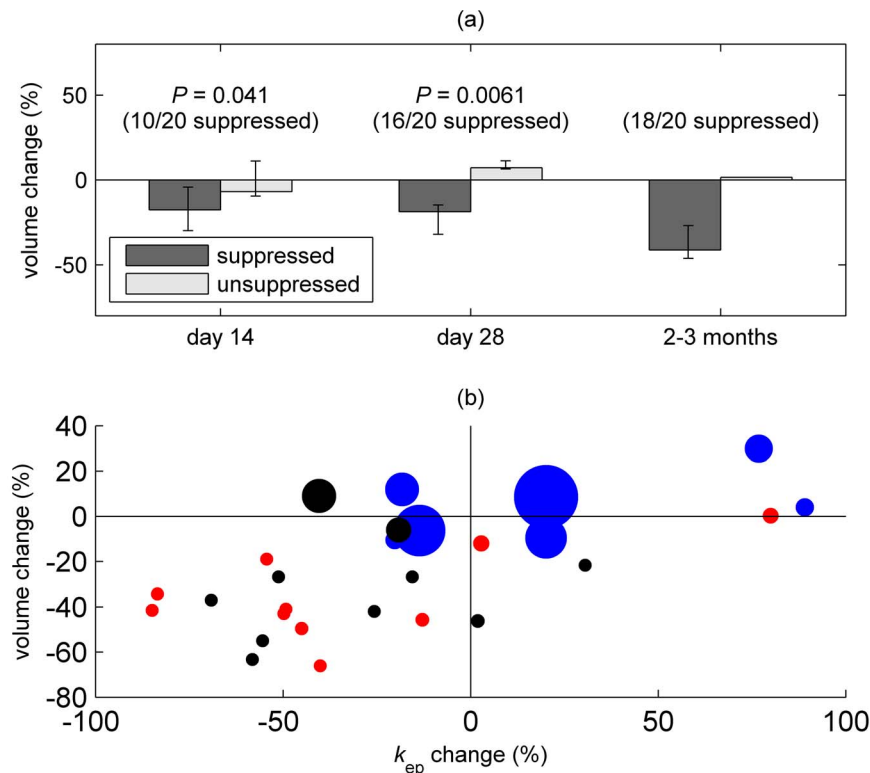 (a)
volume change (%)
50
0
-50
P = 0.041
(10/20 suppressed)
P = 0.0061
(16/20 suppressed)
(18/20 suppressed)
suppressed
unsuppressed
day 14
day 28
2-3 months
(b)
volume change (%)
40
20
0
-20
-40
-60
-80
-100
-50
0
50
100
kep change (%)